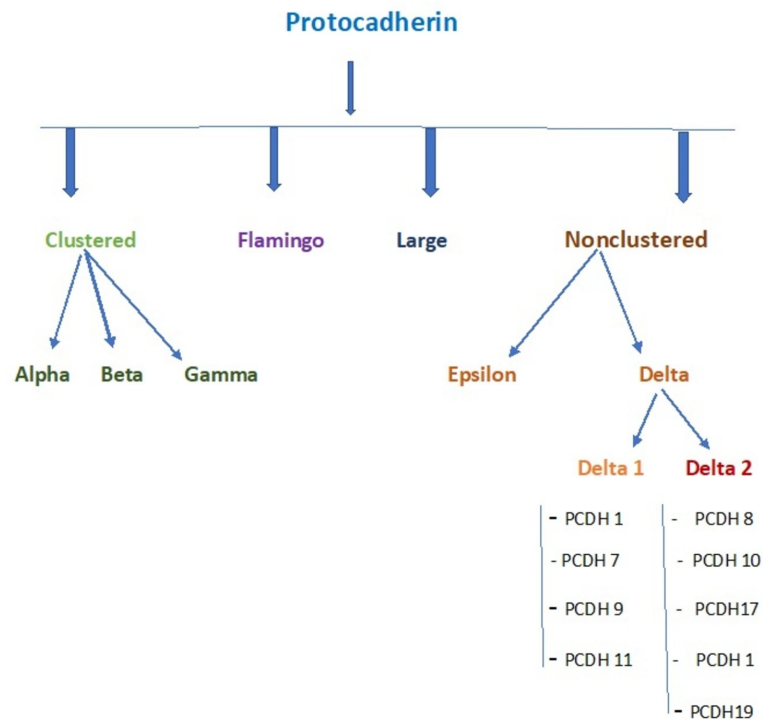 Protocadherin
Clustered Flamingo Large Nonclustered
Alpha Beta Gamma Epsilon Delta
Delta 1 Delta 2
- PCDH 1 - PCDH 8
- PCDH 7 - PCDH 10
- PCDH 9 - PCDH17
- PCDH 11 - PCDH 1
- PCDH19